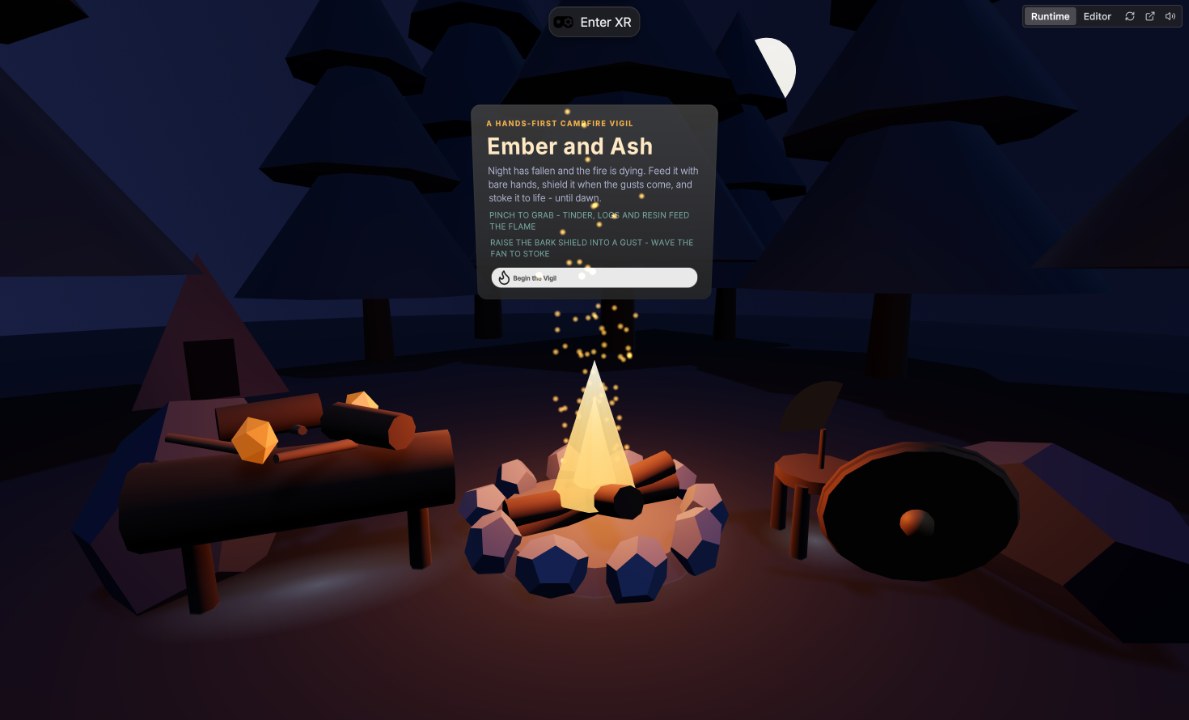 Enter XR
Runtime Editor
A HANDS-FIRST CAMPFIRE VIGIL
Ember and Ash
Night has fallen and the fire is dying. Feed it with
bare hands, shield it when the gusts come, and
stoke it to life - until dawn.
PINCH TO GRAB - TINDER, LOGS AND RESIN FEED
THE FLAME
RAISE THE BARK SHIELD INTO A GUST - WAVE THE
FAN TO STOKE
Begin the Vigil